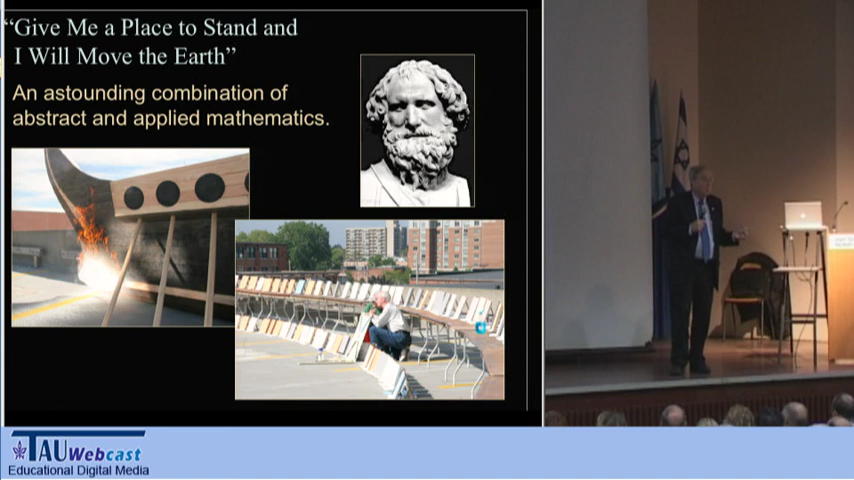 “Give Me a Place to Stand and
I Will Move the Earth”
An astounding combination of
abstract and applied mathematics.
TAU Webcast
Educational Digital Media